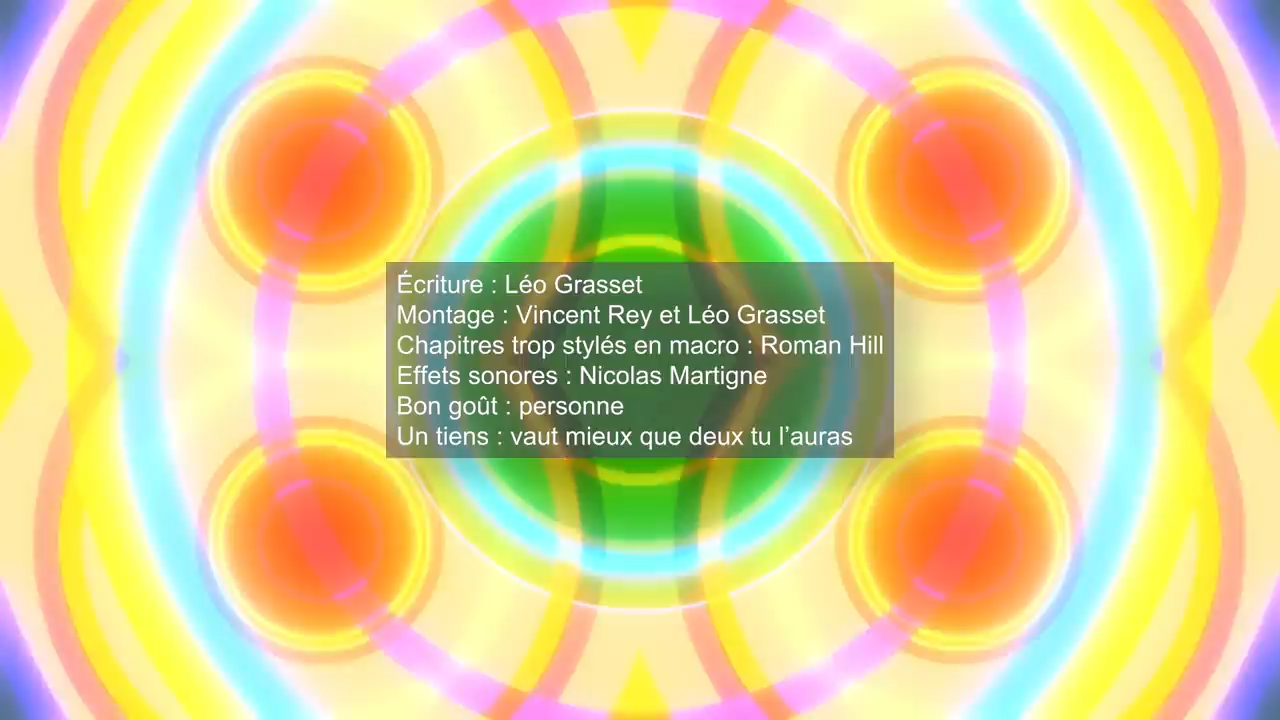 Écriture : Léo Grasset
Montage : Vincent Rey et Léo Grasset
Chapitres trop stylés en macro : Roman Hill
Effets sonores : Nicolas Martigne
Bon goût : personne
Un tiens : vaut mieux que deux tu l’auras